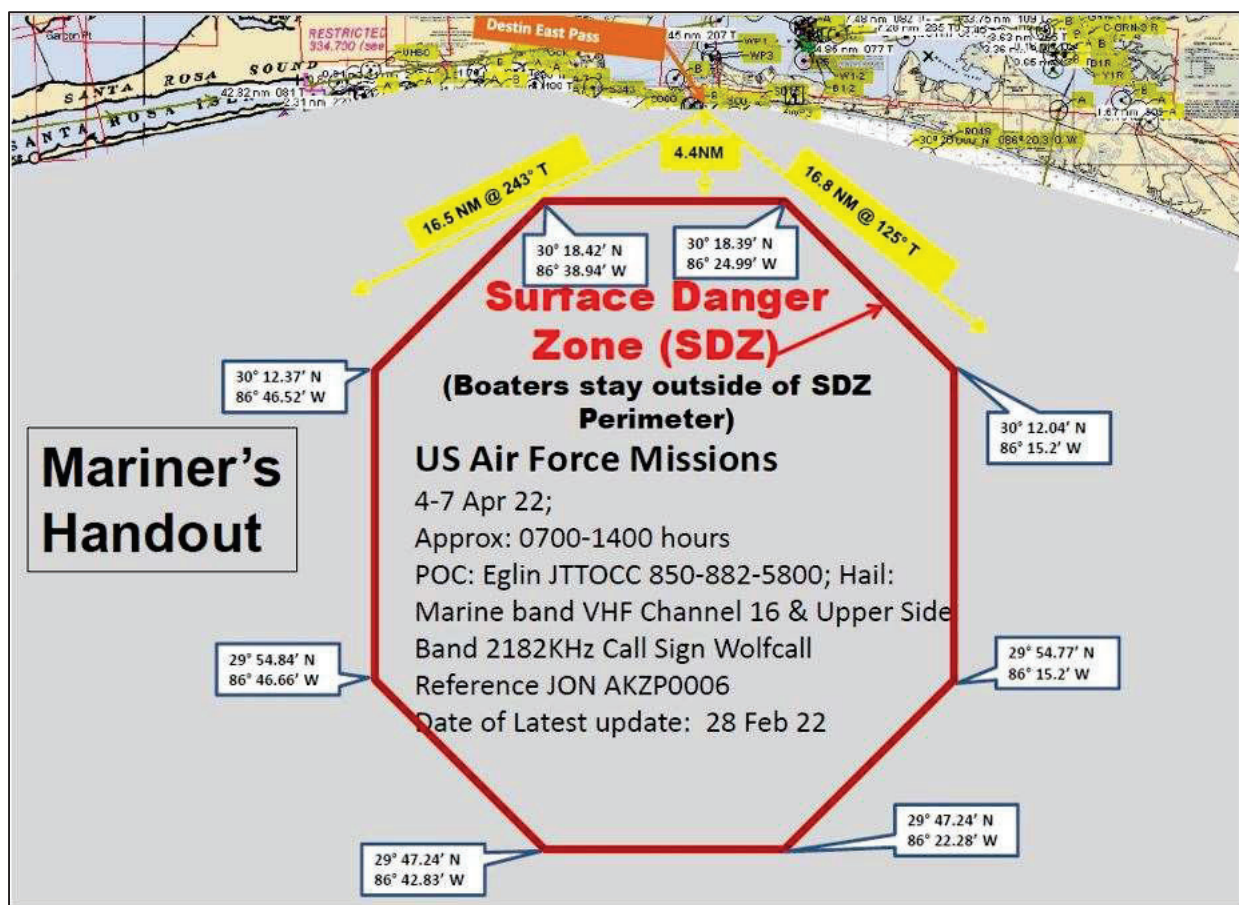 Destin East Pass
RESTRICTED
334.730 (see
SANTA ROSA SOUND
SANTA ROSA
4.4NM
16.5 NM @ 243° T
16.8 NM @ 125° T
30° 18.42’ N
86° 38.94’ W
30° 18.39’ N
86° 24.99’ W
Surface Danger
Zone (SDZ)
(Boaters stay outside of SDZ
Perimeter)
30° 12.37’ N
86° 46.52’ W
30° 12.04’ N
86° 15.2’ W
Mariner’s
Handout
US Air Force Missions
4-7 Apr 22;
Approx: 0700-1400 hours
POC: Eglin JTTOCC 850-882-5800; Hail:
Marine band VHF Channel 16 & Upper Side
Band 2182KHz Call Sign Wolfcall
Reference JON AKZP0006
Date of Latest update: 28 Feb 22
29° 54.84’ N
86° 46.66’ W
29° 54.77’ N
86° 15.2’ W
29° 47.24’ N
86° 42.83’ W
29° 47.24’ N
86° 22.28’ W